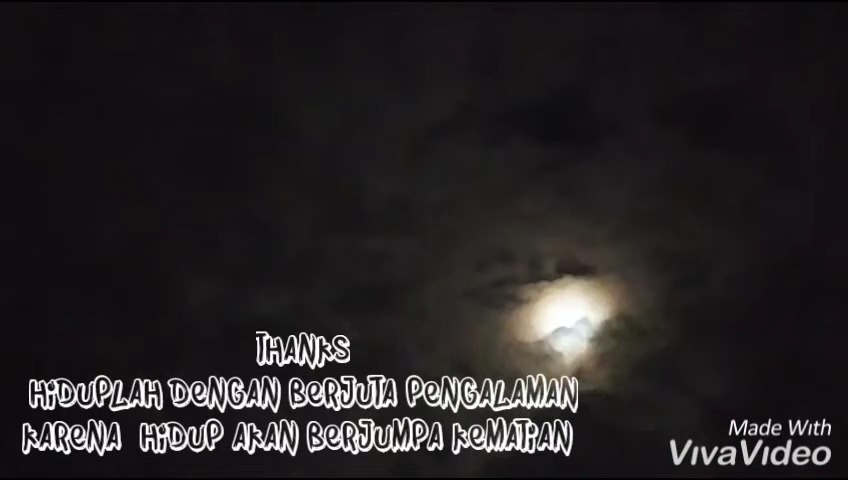 THANKS
HIDUPLAH DENGAN BERJUTA PENGALAMAN
KARENA HIDUP AKAN BERJUMPA KEMATIAN
Made With
VivaVideo